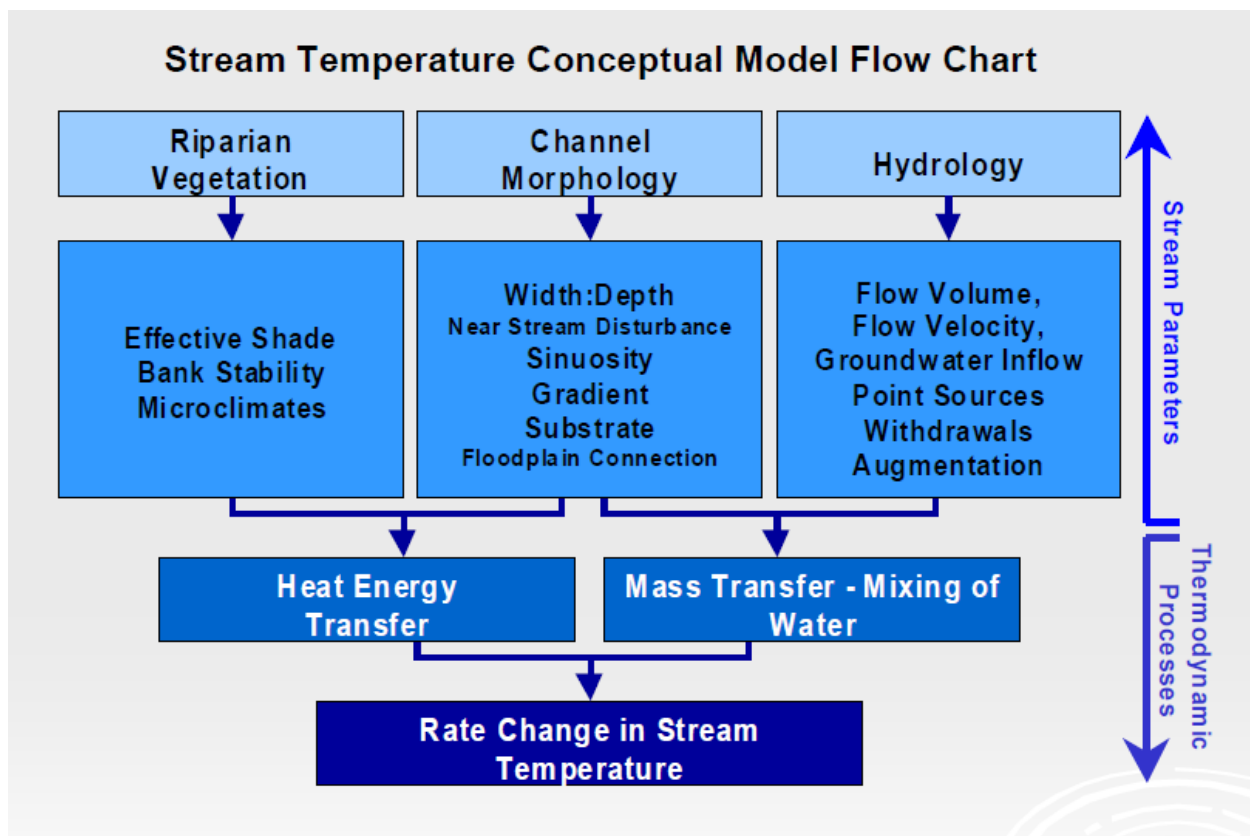 Stream Temperature Conceptual Model Flow Chart
Riparian
Vegetation
Channel
Morphology
Hydrology
Effective Shade
Bank Stability
Microclimates
Width:Depth
Near Stream Disturbance
Sinuosity
Gradient
Substrate
Floodplain Connection
Flow Volume,
Flow Velocity,
Groundwater Inflow
Point Sources
Withdrawals
Augmentation
Stream Parameters
Heat Energy
Transfer
Mass Transfer - Mixing of
Water
Rate Change in Stream
Temperature
Thermodynamic
Processes